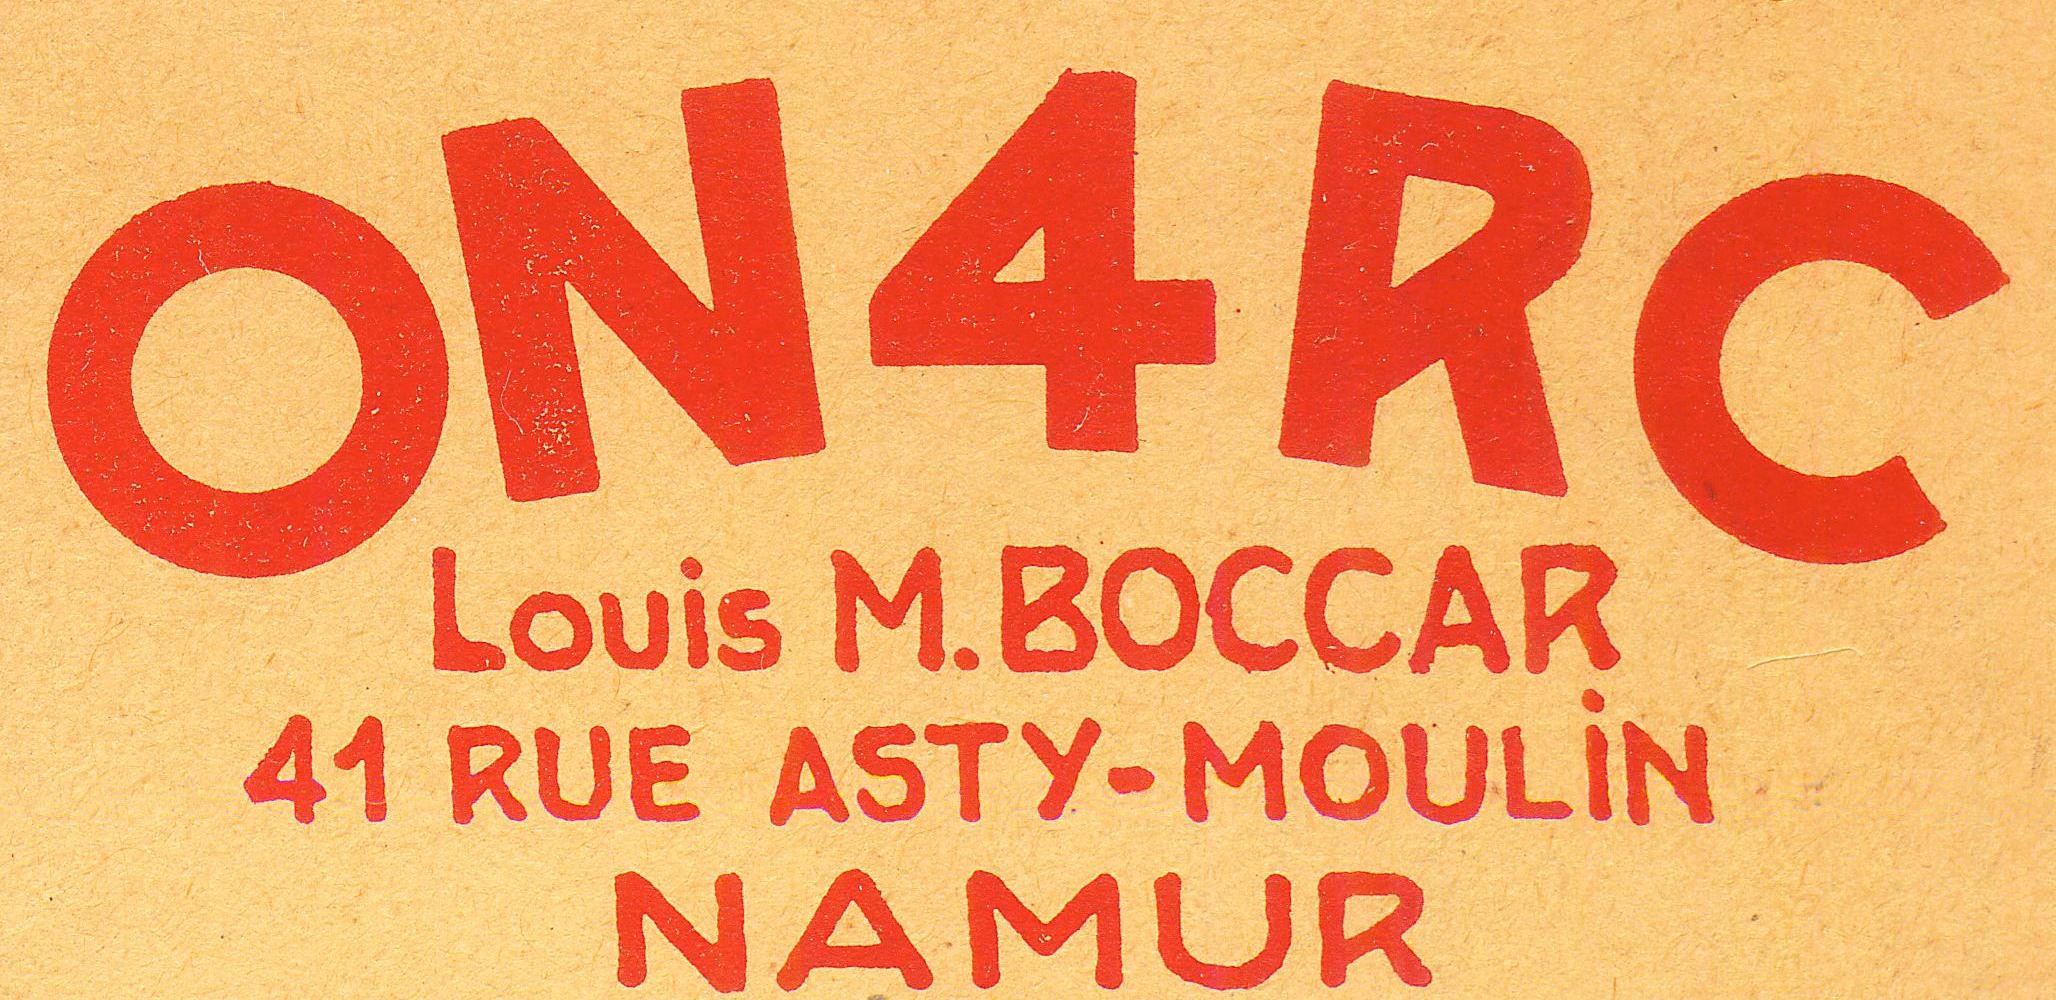 ON4RC
Louis M. BOCCAR
41 RUE ASTY-MOULiN
NAMUR